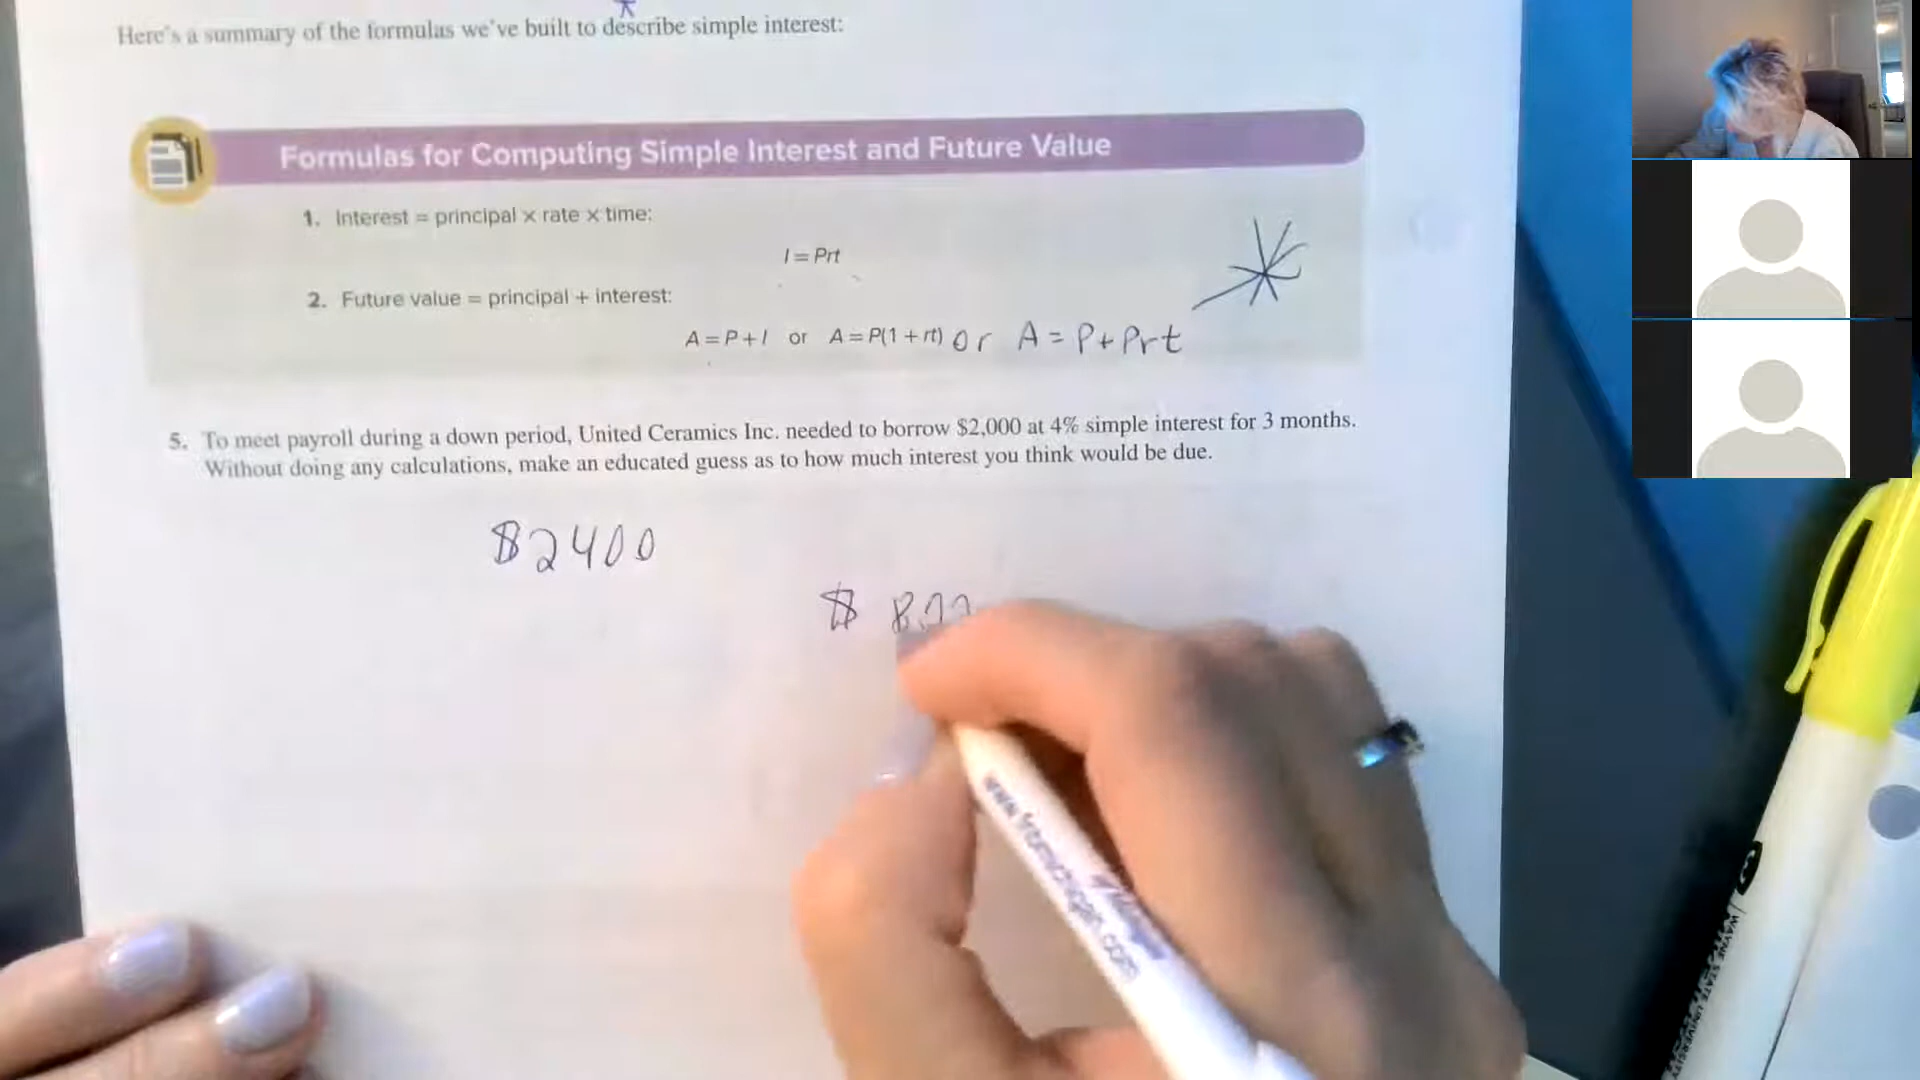 Here's a summary of the formulas we've built to describe simple interest:
Formulas for Computing Simple Interest and Future Value
1. Interest = principal × rate × time:
I = Prt
2. Future value = principal + interest:
A = P + I or A = P(1 + rt) or A = P + Prt
5. To meet payroll during a down period, United Ceramics Inc. needed to borrow $2,000 at 4% simple interest for 3 months.
Without doing any calculations, make an educated guess as to how much interest you think would be due.
$2400
$
WAYNE STATE UNIVERSITY